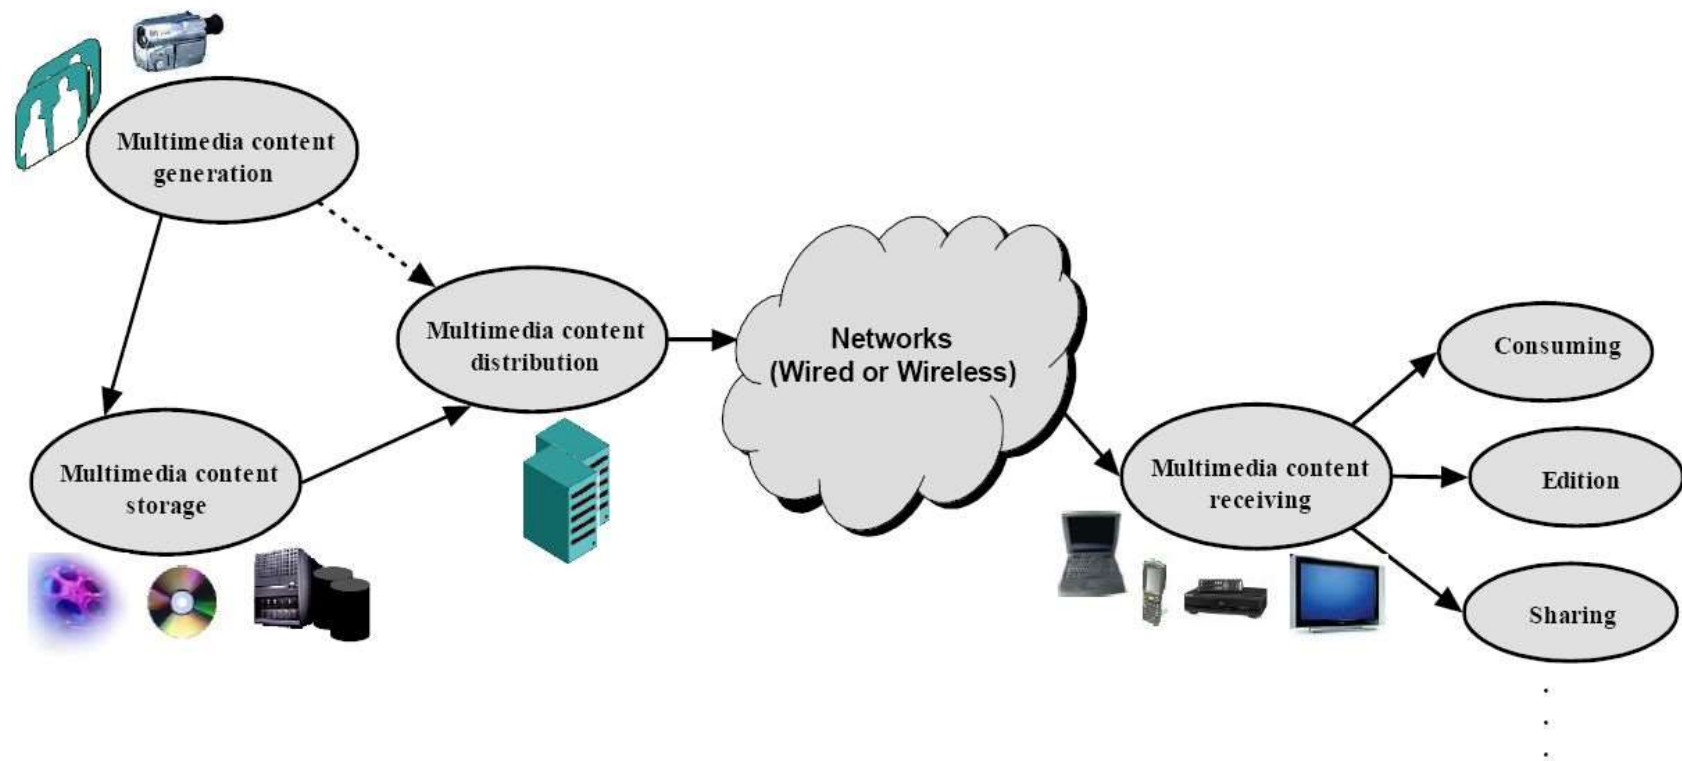 Multimedia content
generation
Multimedia content
distribution
Multimedia content
storage
Networks
(Wired or Wireless)
Multimedia content
receiving
Consuming
Edition
Sharing
.
.
.